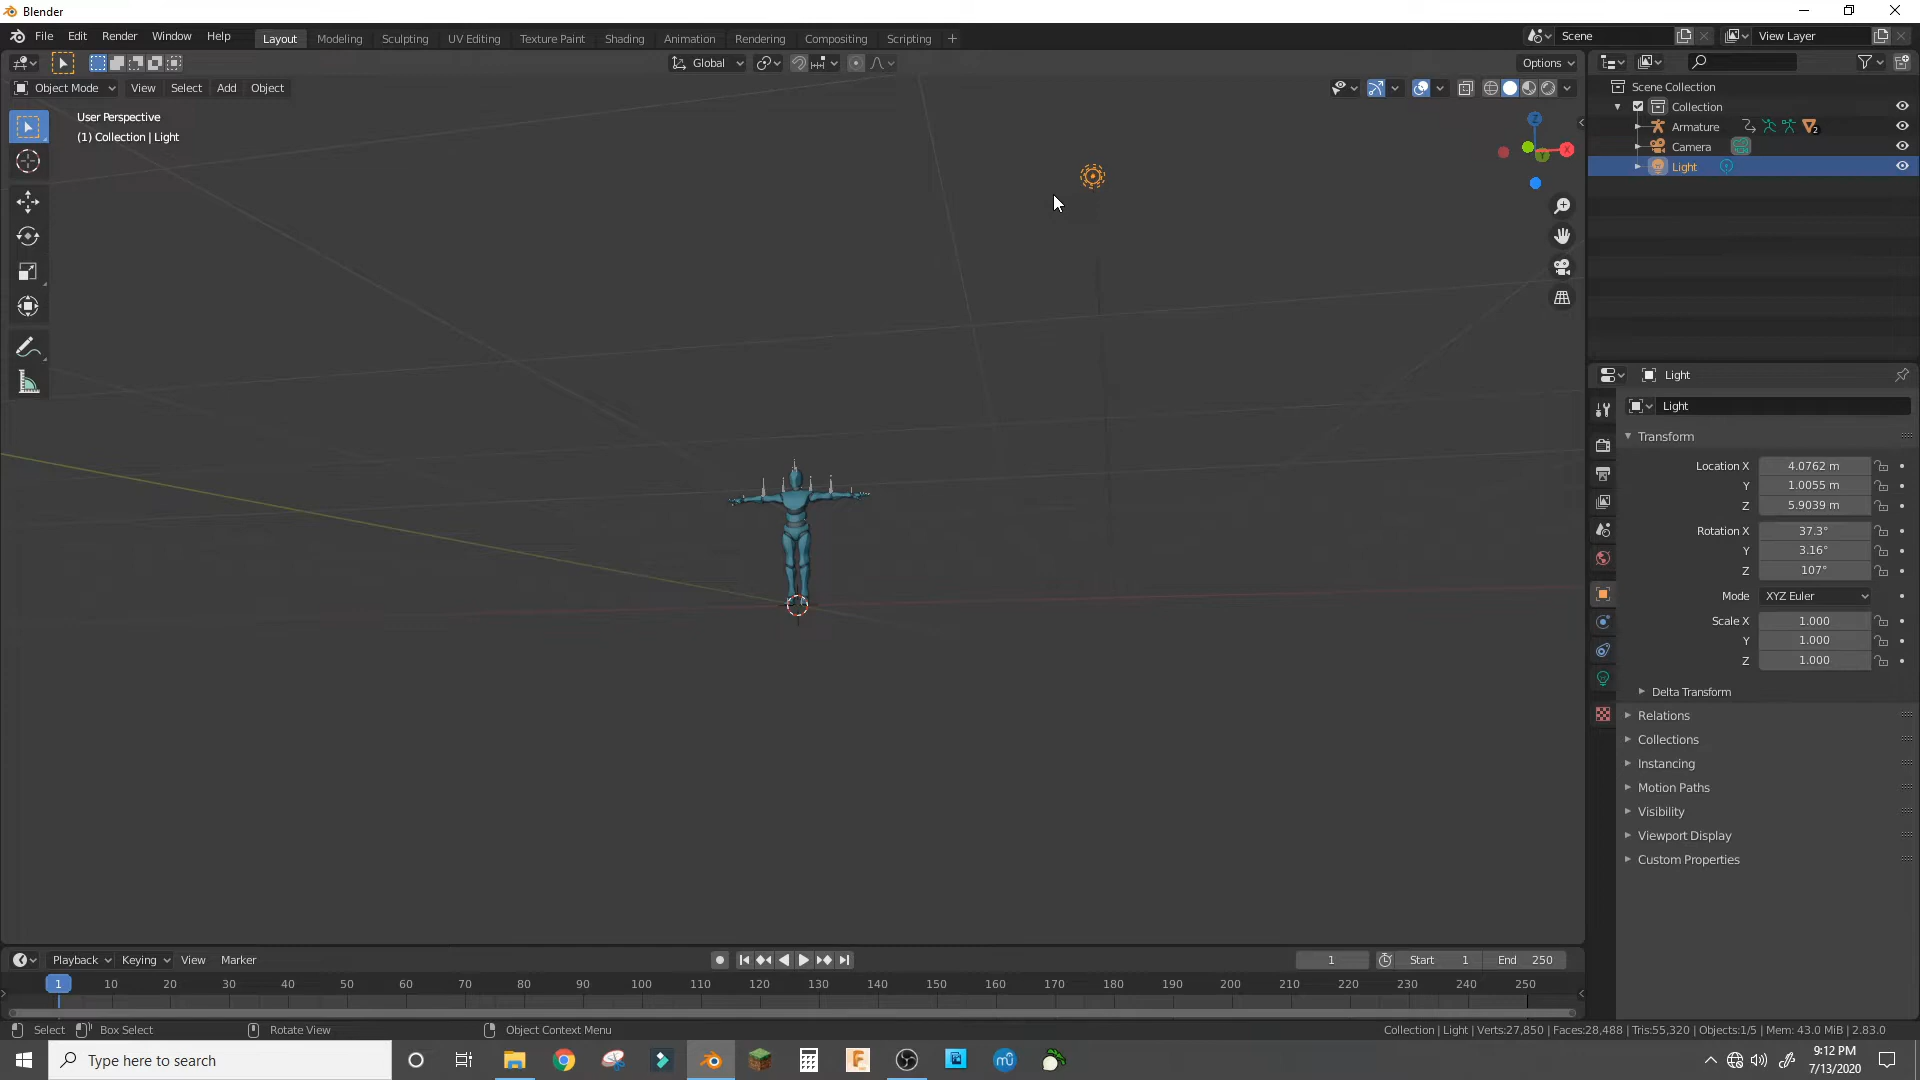 Blender
File Edit Render Window Help Layout Modeling Sculpting UV Editing Texture Paint Shading Animation Rendering Compositing Scripting + Scene View Layer
Global Options
Object Mode View Select Add Object
User Perspective
(1) Collection | Light
Z
X
Y
Scene Collection
Collection
Armature 2
Camera
Light
Light
Light
Transform
Location X 4.0762 m
Y 1.0055 m
Z 5.9039 m
Rotation X 37.3°
Y 3.16°
Z 107°
Mode XYZ Euler
Scale X 1.000
Y 1.000
Z 1.000
Delta Transform
Relations
Collections
Instancing
Motion Paths
Visibility
Viewport Display
Custom Properties
Playback Keying View Marker 1 Start 1 End 250
1 10 20 30 40 50 60 70 80 90 100 110 120 130 140 150 160 170 180 190 200 210 220 230 240 250
Select Box Select Rotate View Object Context Menu Collection | Light | Verts:27,850 | Faces:28,488 | Tris:55,320 | Objects:1/5 | Mem: 43.0 MiB | 2.83.0
Type here to search
F
mu
9:12 PM
7/13/2020